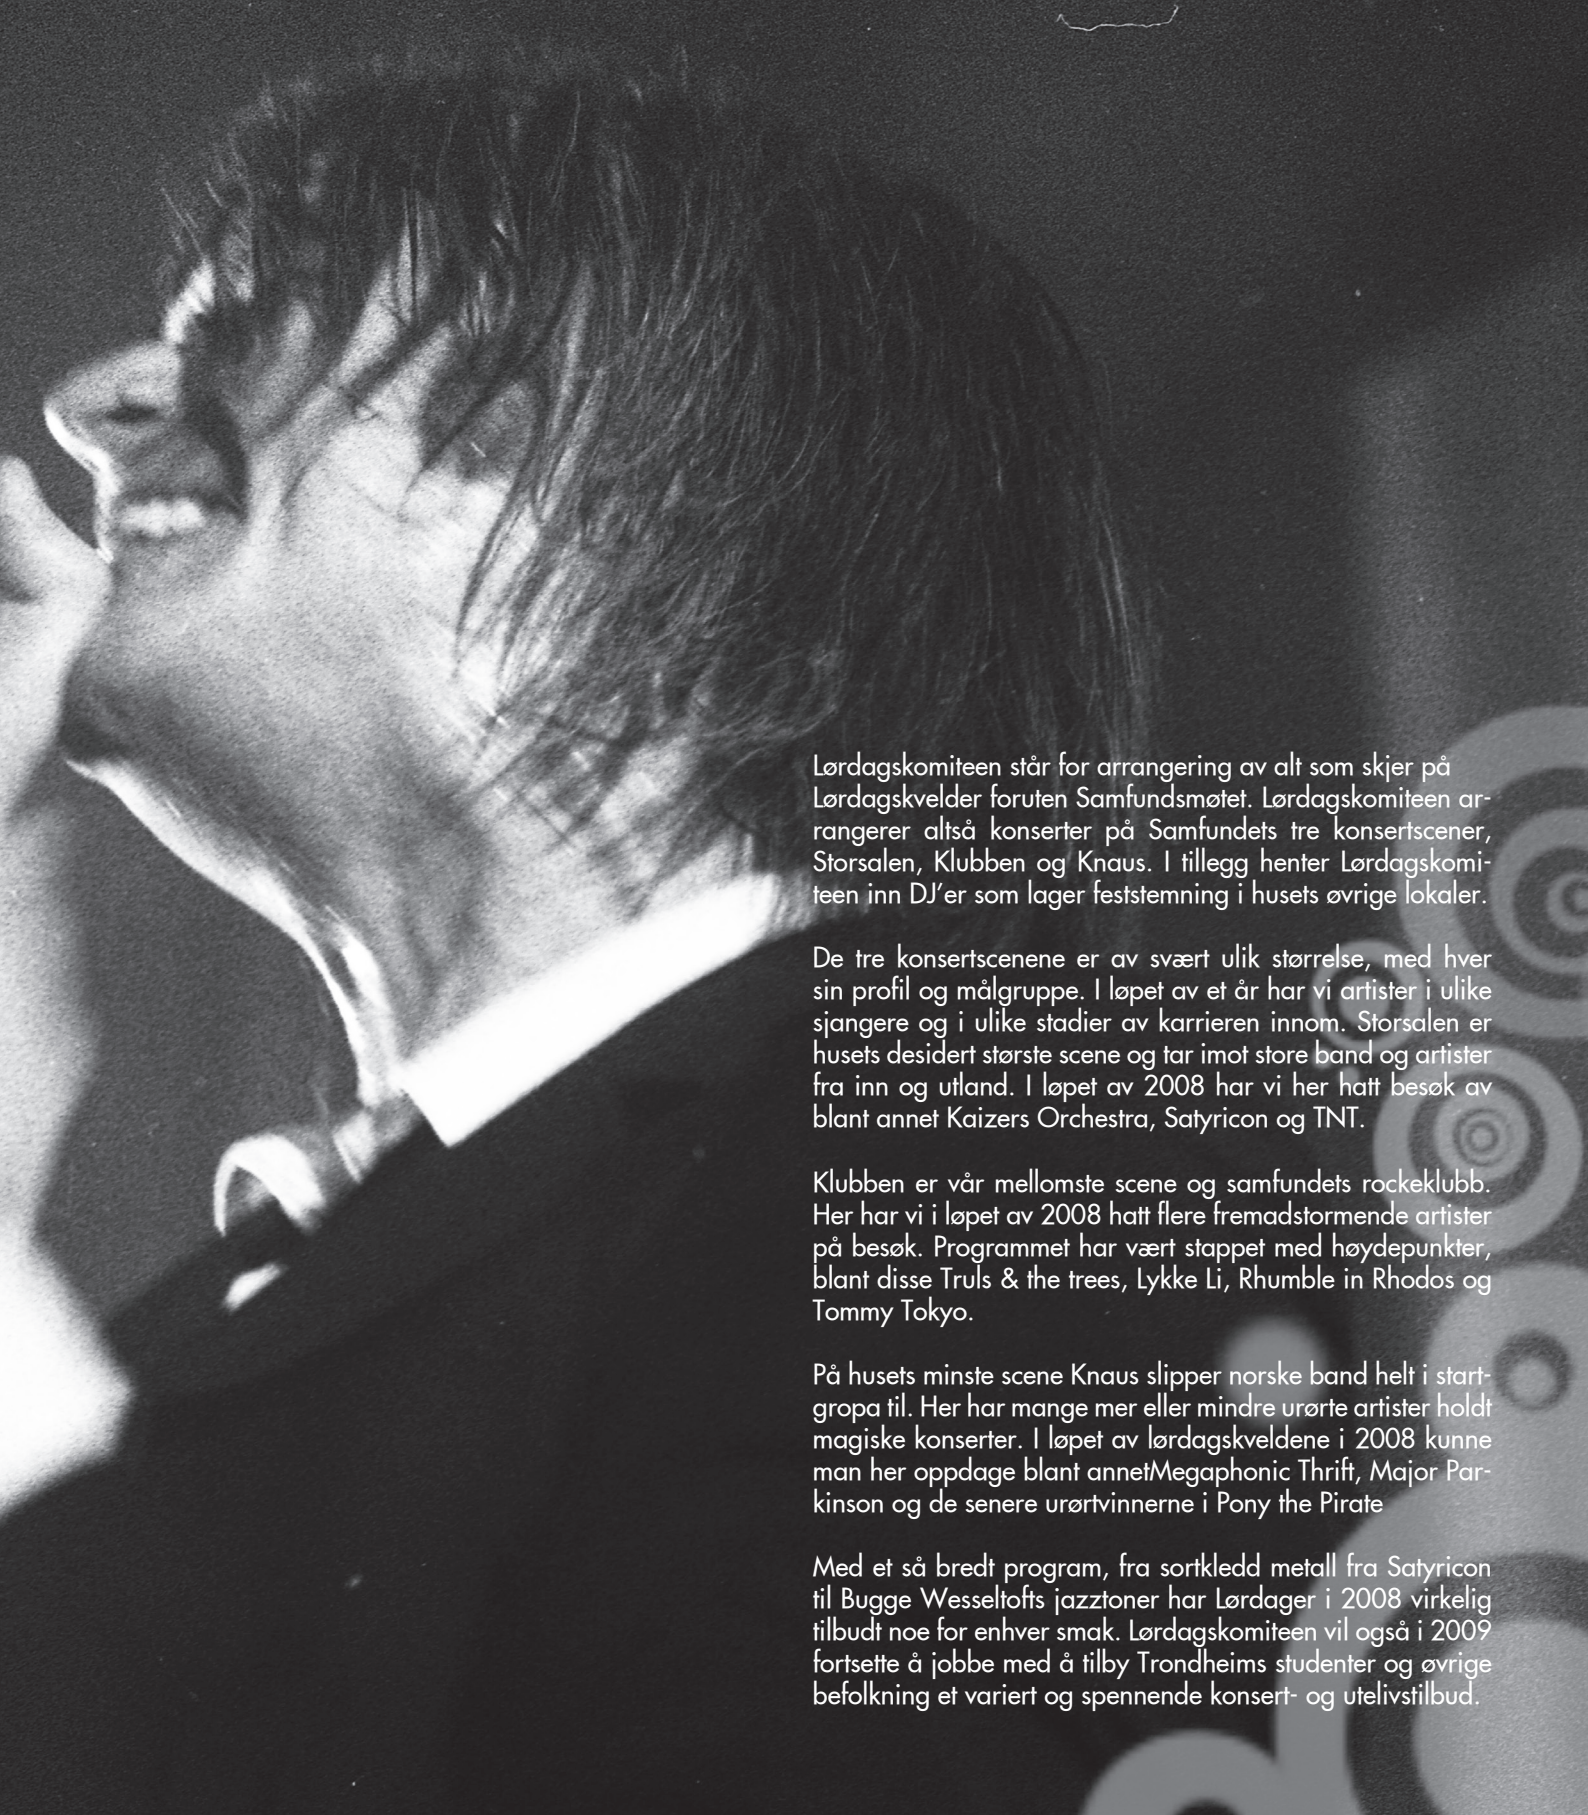 Lørdagskomiteen står for arrangering av alt som skjer på
Lørdagskvelder foruten Samfundsmøtet. Lørdagskomiteen ar-
rangerer altså konserter på Samfundets tre konsertscener,
Storsalen, Klubben og Knaus. I tillegg henter Lørdagskomi-
teen inn DJ'er som lager feststemning i husets øvrige lokaler.

De tre konsertscenene er av svært ulik størrelse, med hver
sin profil og målgruppe. I løpet av et år har vi artister i ulike
sjangere og i ulike stadier av karrieren innom. Storsalen er
husets desidert største scene og tar imot store band og artister
fra inn og utland. I løpet av 2008 har vi her hatt besøk av
blant annet Kaizers Orchestra, Satyricon og TNT.

Klubben er vår mellomste scene og samfundets rockeklubb.
Her har vi i løpet av 2008 hatt flere fremadstormende artister
på besøk. Programmet har vært stappet med høydepunkter,
blant disse Truls & the trees, Lykke Li, Rhumble in Rhodos og
Tommy Tokyo.

På husets minste scene Knaus slipper norske band helt i start-
gropa til. Her har mange mer eller mindre urørte artister holdt
magiske konserter. I løpet av lørdagskveldene i 2008 kunne
man her oppdage blant annetMegaphonic Thrift, Major Par-
kinson og de senere urørtvinnerne i Pony the Pirate

Med et så bredt program, fra sortkledd metall fra Satyricon
til Bugge Wesseltofts jazztoner har Lørdager i 2008 virkelig
tilbudt noe for enhver smak. Lørdagskomiteen vil også i 2009
fortsette å jobbe med å tilby Trondheims studenter og øvrige
befolkning et variert og spennende konsert- og utelivstilbud.